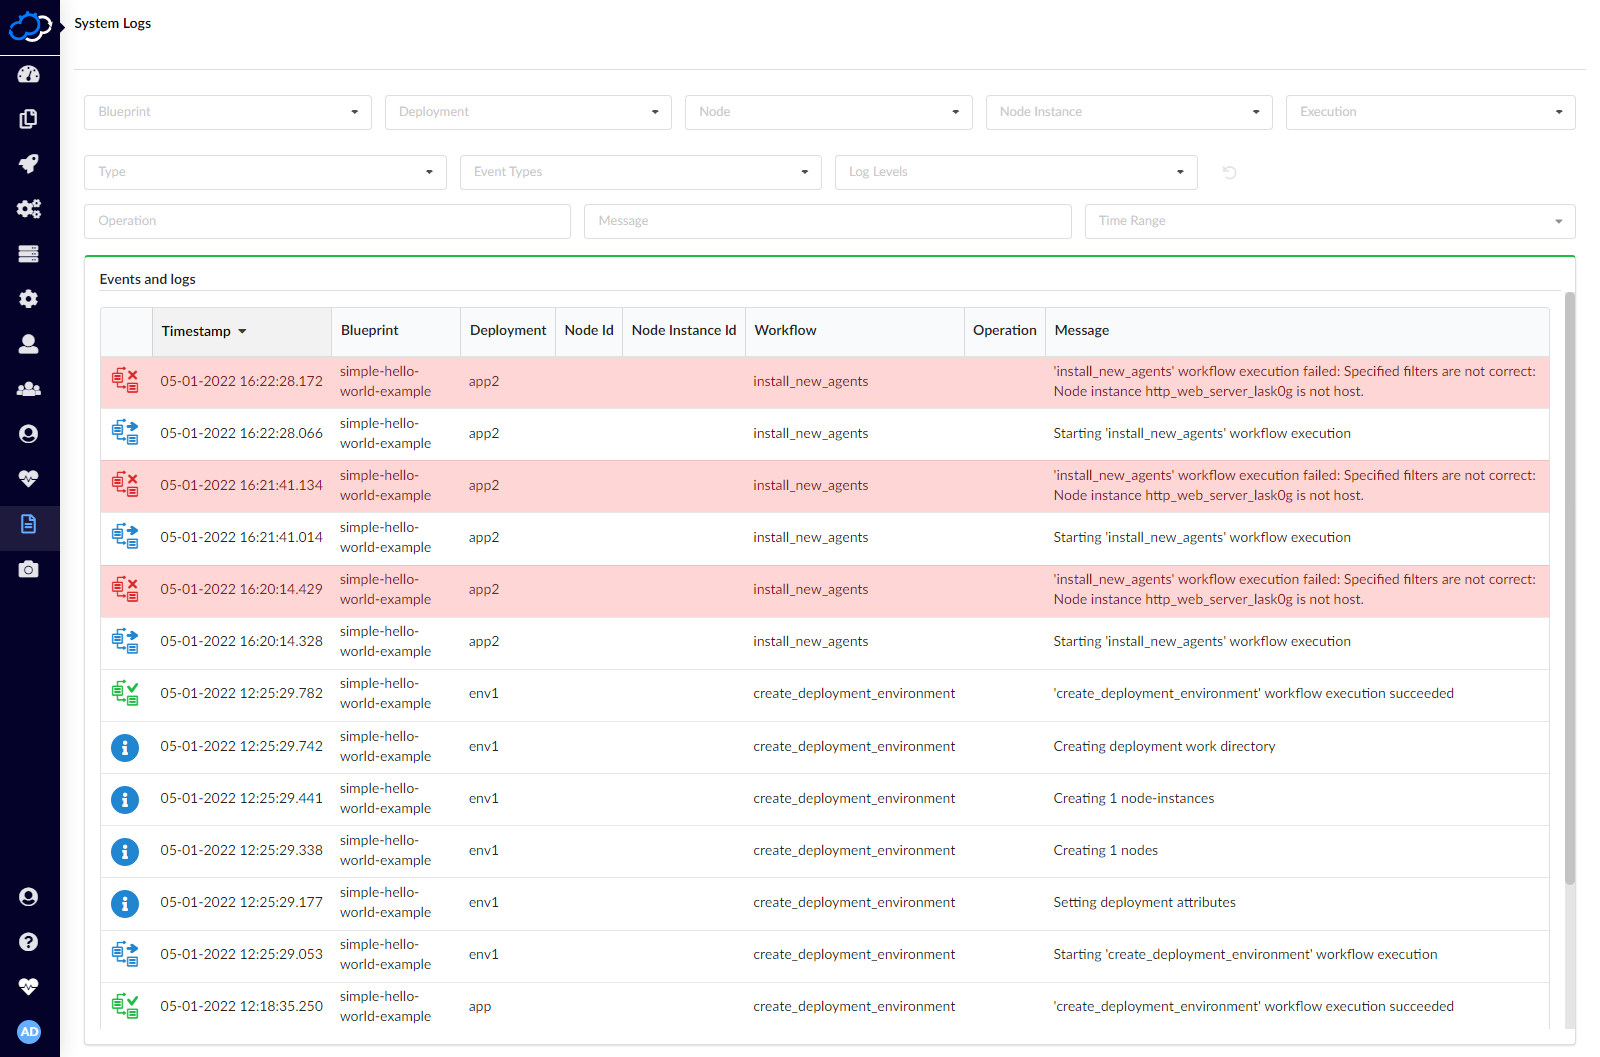 System Logs
Blueprint Deployment Node Node Instance Execution
Type Event Types Log Levels
Operation Message Time Range
Events and logs
Timestamp Blueprint Deployment Node Id Node Instance Id Workflow Operation Message
05-01-2022 16:22:28.172 simple-hello-world-example app2 install_new_agents 'install_new_agents' workflow execution failed: Specified filters are not correct: Node instance http_web_server_lask0g is not host.
05-01-2022 16:22:28.066 simple-hello-world-example app2 install_new_agents Starting 'install_new_agents' workflow execution
05-01-2022 16:21:41.134 simple-hello-world-example app2 install_new_agents 'install_new_agents' workflow execution failed: Specified filters are not correct: Node instance http_web_server_lask0g is not host.
05-01-2022 16:21:41.014 simple-hello-world-example app2 install_new_agents Starting 'install_new_agents' workflow execution
05-01-2022 16:20:14.429 simple-hello-world-example app2 install_new_agents 'install_new_agents' workflow execution failed: Specified filters are not correct: Node instance http_web_server_lask0g is not host.
05-01-2022 16:20:14.328 simple-hello-world-example app2 install_new_agents Starting 'install_new_agents' workflow execution
05-01-2022 12:25:29.782 simple-hello-world-example env1 create_deployment_environment 'create_deployment_environment' workflow execution succeeded
05-01-2022 12:25:29.742 simple-hello-world-example env1 create_deployment_environment Creating deployment work directory
05-01-2022 12:25:29.441 simple-hello-world-example env1 create_deployment_environment Creating 1 node-instances
05-01-2022 12:25:29.338 simple-hello-world-example env1 create_deployment_environment Creating 1 nodes
05-01-2022 12:25:29.177 simple-hello-world-example env1 create_deployment_environment Setting deployment attributes
05-01-2022 12:25:29.053 simple-hello-world-example env1 create_deployment_environment Starting 'create_deployment_environment' workflow execution
05-01-2022 12:18:35.250 simple-hello-world-example app create_deployment_environment 'create_deployment_environment' workflow execution succeeded
AD